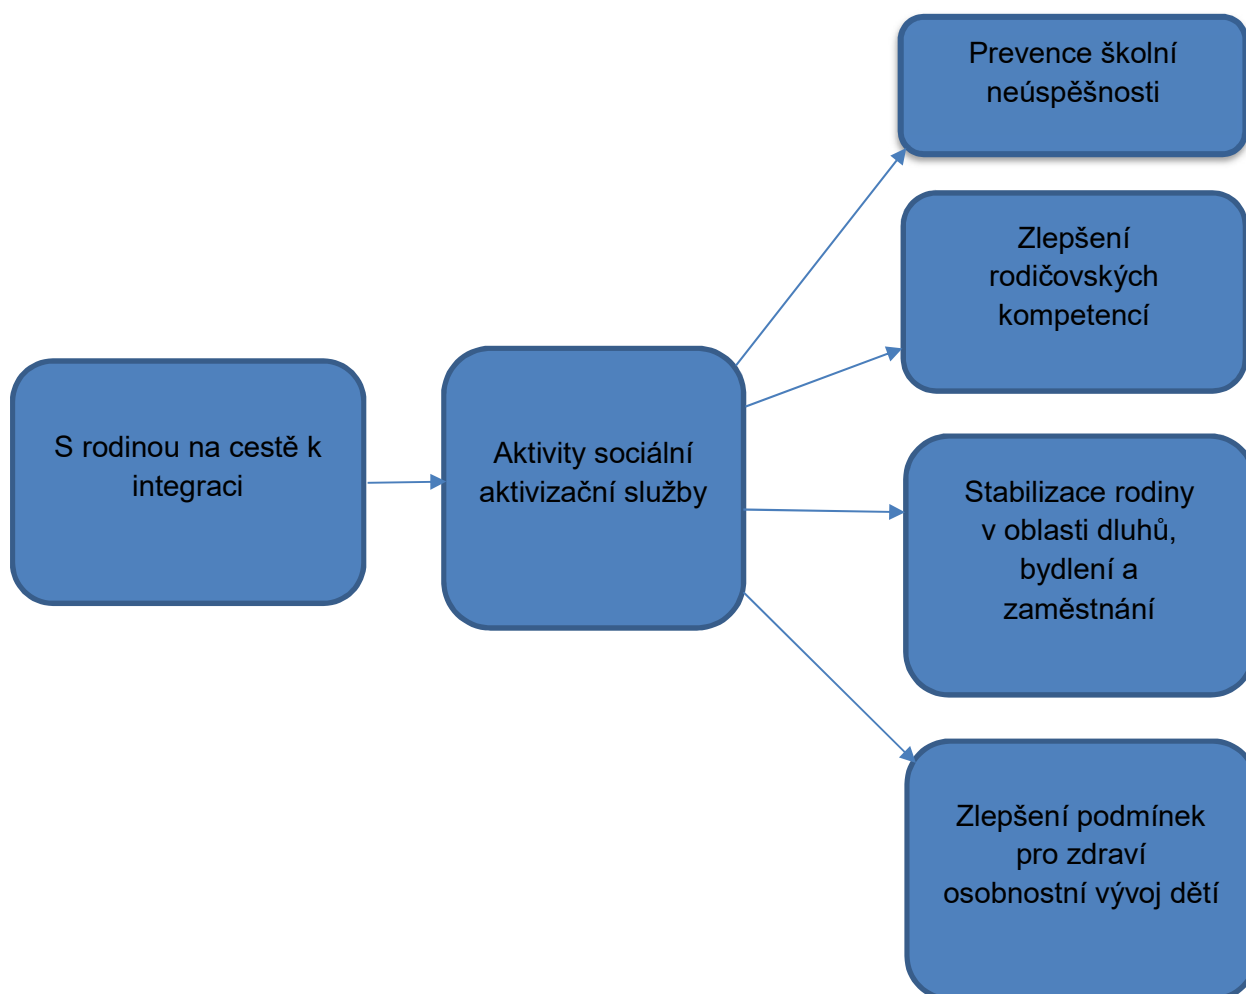 S rodinou na cestě k
integraci
Aktivity sociální
aktivizační služby
Prevence školní
neúspěšnosti
Zlepšení
rodičovských
kompetencí
Stabilizace rodiny
v oblasti dluhů,
bydlení a
zaměstnání
Zlepšení podmínek
pro zdraví
osobnostní vývoj dětí